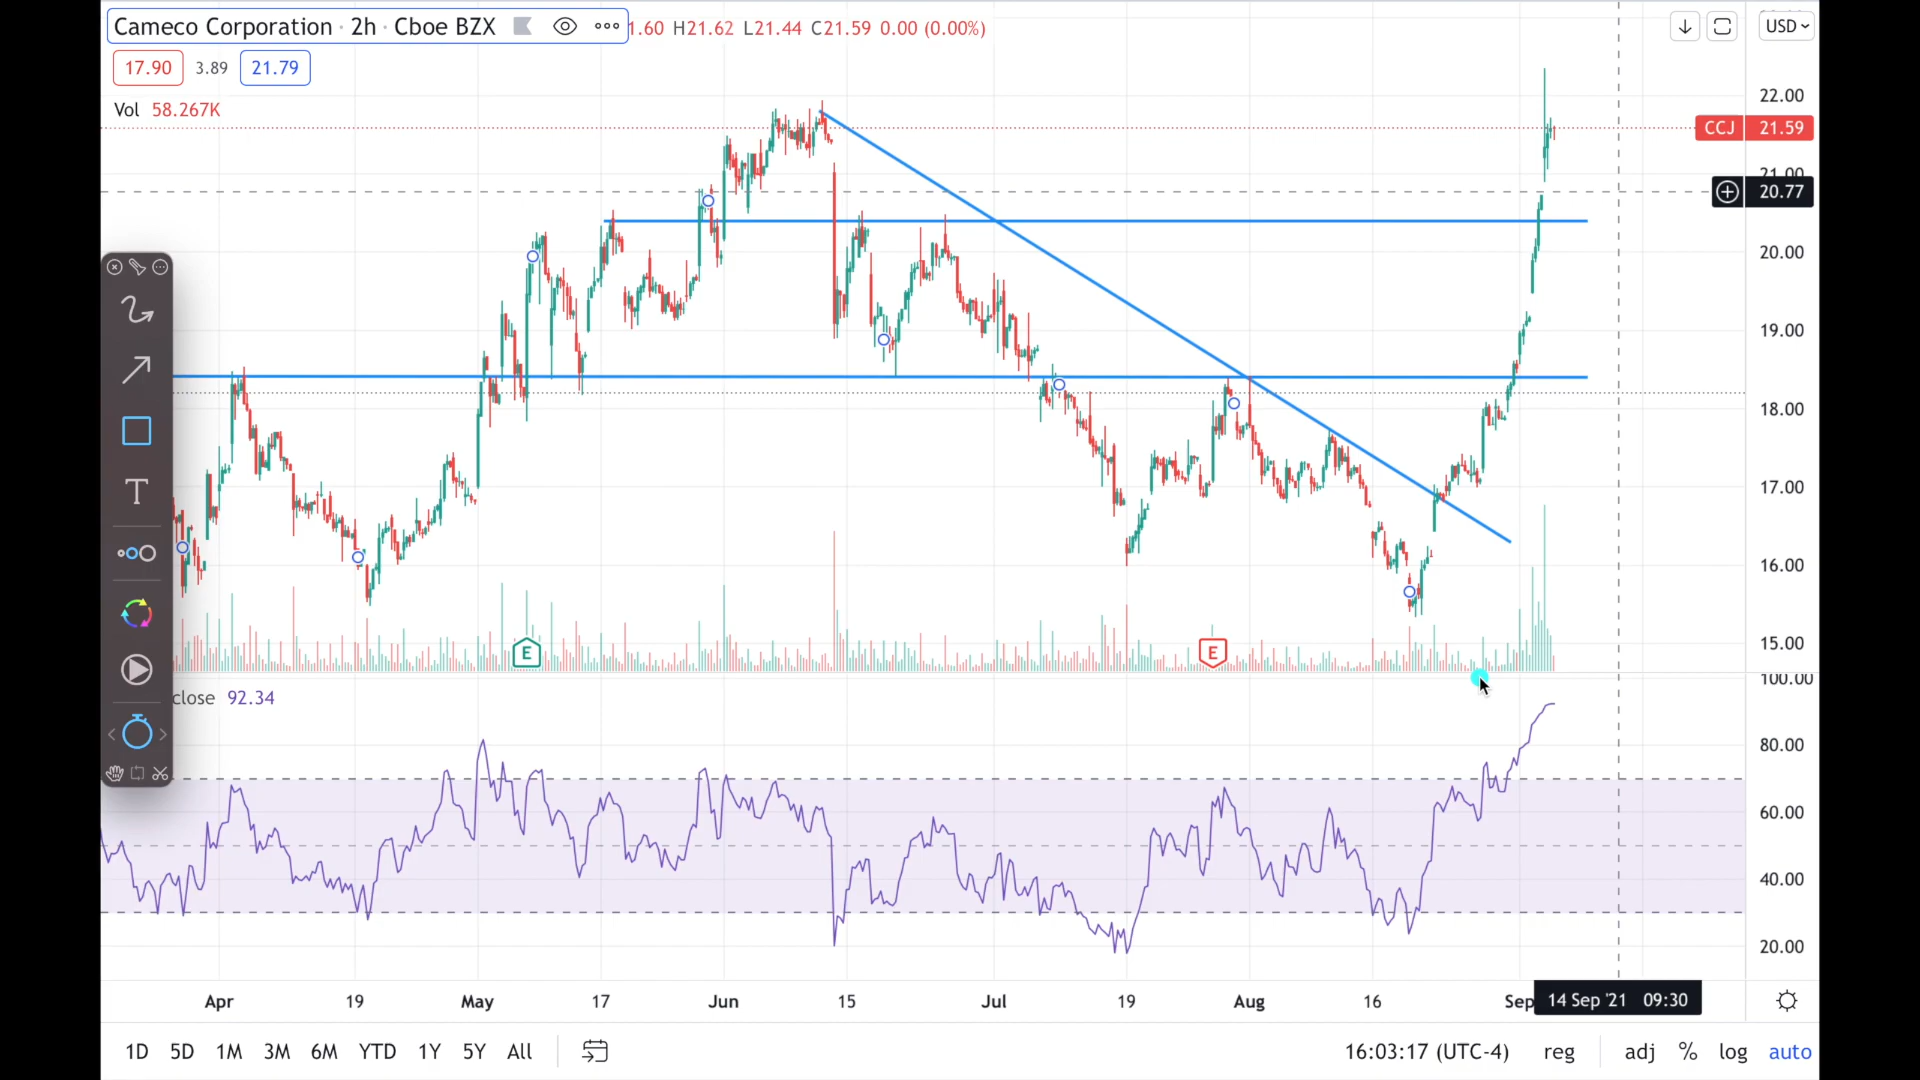 Cameco Corporation · 2h · Cboe BZX 1.60 H21.62 L21.44 C21.59 0.00 (0.00%)
USD
17.90 3.89 21.79
Vol 58.267K
22.00
CCJ 21.59
21.00
20.77
20.00
19.00
18.00
17.00
16.00
15.00
T
E E
100.00
close 92.34
80.00
60.00
40.00
20.00
Apr 19 May 17 Jun 15 Jul 19 Aug 16 Sep 14 Sep '21 09:30
1D 5D 1M 3M 6M YTD 1Y 5Y All 16:03:17 (UTC-4) reg adj % log auto